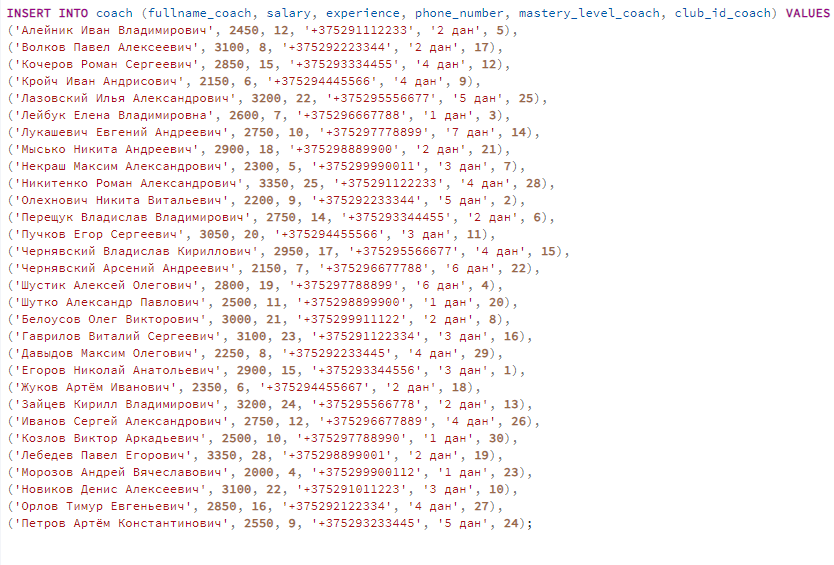 INSERT INTO coach (fullname_coach, salary, experience, phone_number, mastery_level_coach, club_id_coach) VALUES
('Алейник Иван Владимирович', 2450, 12, '+375291112233', '2 дан', 5),
('Волков Павел Алексеевич', 3100, 8, '+375292223344', '2 дан', 17),
('Кочеров Роман Сергеевич', 2850, 15, '+375293334455', '4 дан', 12),
('Кройч Иван Андрисович', 2150, 6, '+375294445566', '4 дан', 9),
('Лазовский Илья Александрович', 3200, 22, '+375295556677', '5 дан', 25),
('Лейбук Елена Владимировна', 2600, 7, '+375296667788', '1 дан', 3),
('Лукашевич Евгений Андреевич', 2750, 10, '+375297778899', '7 дан', 14),
('Мысько Никита Андреевич', 2900, 18, '+375298889900', '2 дан', 21),
('Некраш Максим Александрович', 2300, 5, '+375299990011', '3 дан', 7),
('Никитенко Роман Александрович', 3350, 25, '+375291122233', '4 дан', 28),
('Олехнович Никита Витальевич', 2200, 9, '+375292233344', '5 дан', 2),
('Перещук Владислав Владимирович', 2750, 14, '+375293344455', '2 дан', 6),
('Пучков Егор Сергеевич', 3050, 20, '+375294455566', '3 дан', 11),
('Чернявский Владислав Кириллович', 2950, 17, '+375295566677', '4 дан', 15),
('Чернявский Арсений Андреевич', 2150, 7, '+375296677788', '6 дан', 22),
('Шустик Алексей Олегович', 2800, 19, '+375297788899', '6 дан', 4),
('Шутко Александр Павлович', 2500, 11, '+375298899900', '1 дан', 20),
('Белоусов Олег Викторович', 3000, 21, '+375299911122', '2 дан', 8),
('Гаврилов Виталий Сергеевич', 3100, 23, '+375291122334', '3 дан', 16),
('Давыдов Максим Олегович', 2250, 8, '+375292233445', '4 дан', 29),
('Егоров Николай Анатольевич', 2900, 15, '+375293344556', '3 дан', 1),
('Жуков Артём Иванович', 2350, 6, '+375294455667', '2 дан', 18),
('Зайцев Кирилл Владимирович', 3200, 24, '+375295566778', '2 дан', 13),
('Иванов Сергей Александрович', 2750, 12, '+375296677889', '4 дан', 26),
('Козлов Виктор Аркадьевич', 2500, 10, '+375297788990', '1 дан', 30),
('Лебедев Павел Егорович', 3350, 28, '+375298899001', '2 дан', 19),
('Морозов Андрей Вячеславович', 2000, 4, '+375299900112', '1 дан', 23),
('Новиков Денис Алексеевич', 3100, 22, '+375291011223', '3 дан', 10),
('Орлов Тимур Евгеньевич', 2850, 16, '+375292122334', '4 дан', 27),
('Петров Артём Константинович', 2550, 9, '+375293233445', '5 дан', 24);